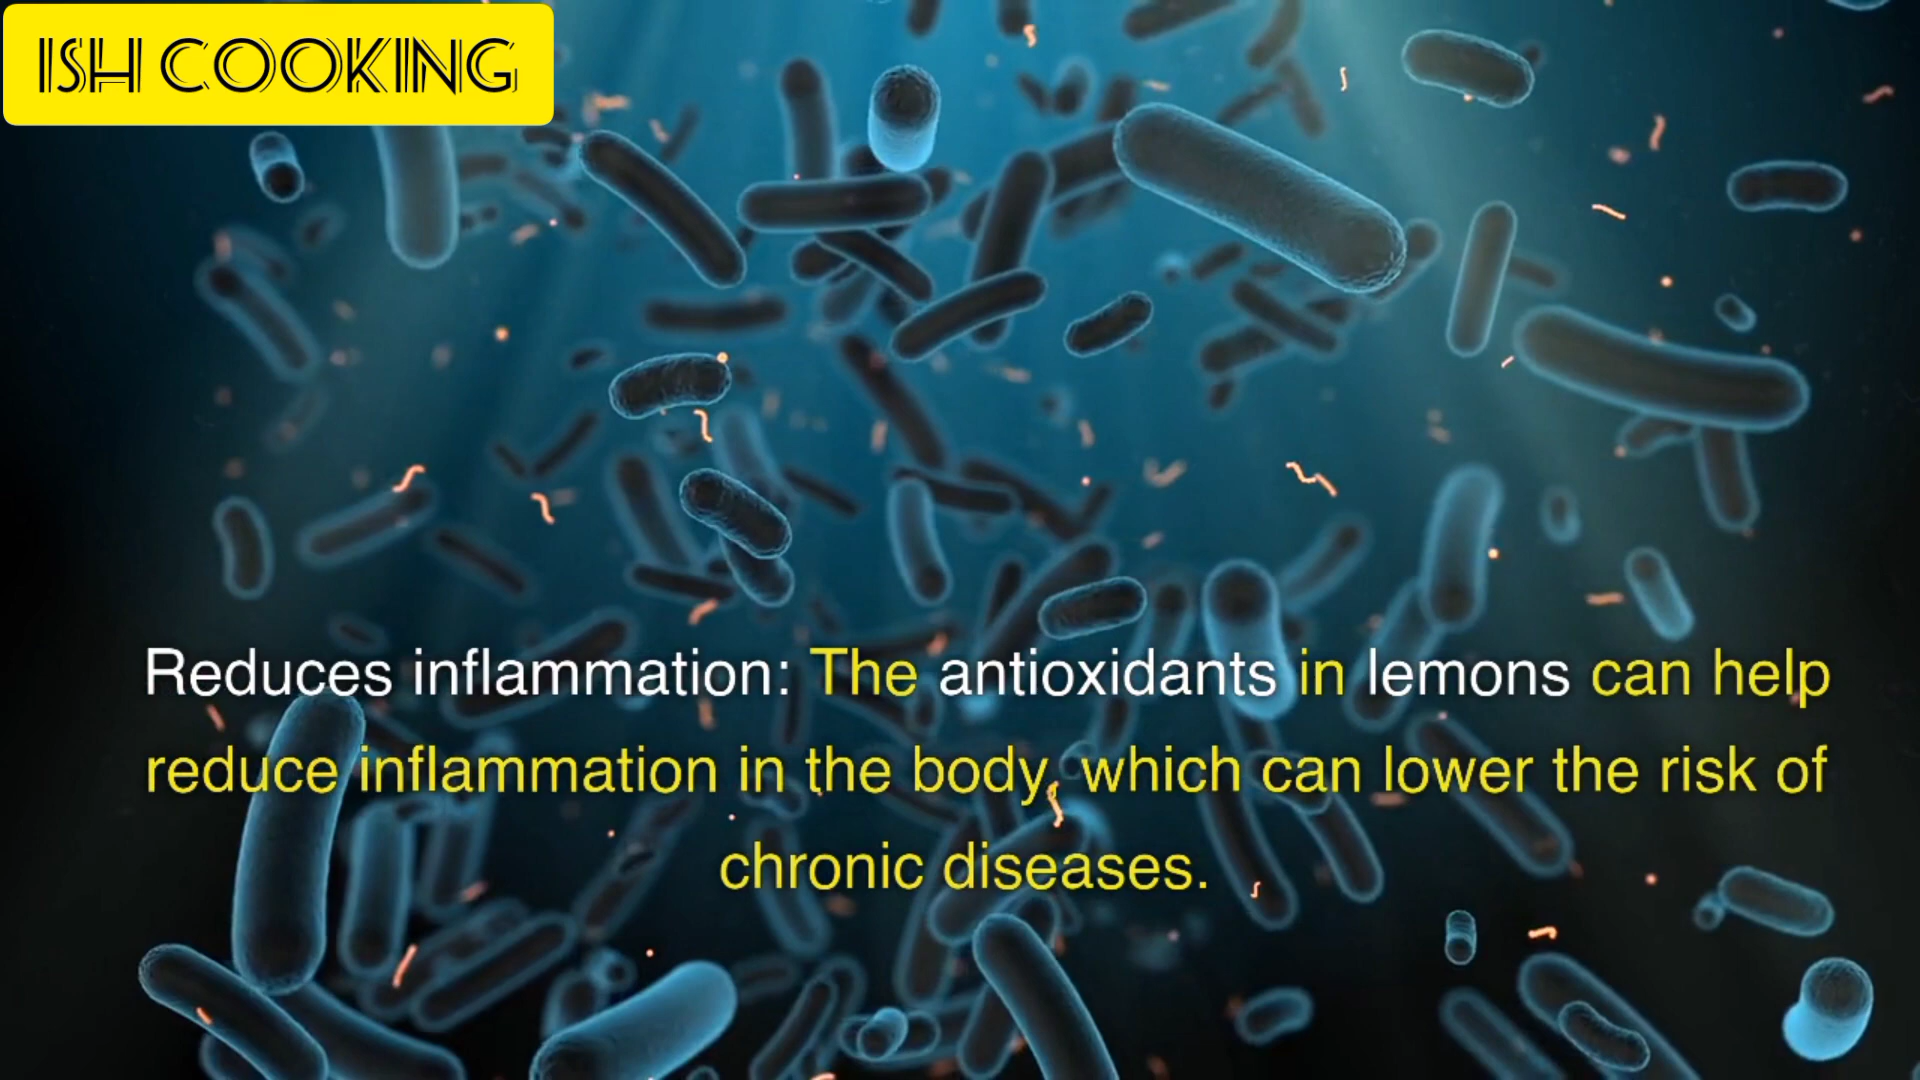 ISH COOKING
Reduces inflammation: The antioxidants in lemons can help
reduce inflammation in the body, which can lower the risk of
chronic diseases.